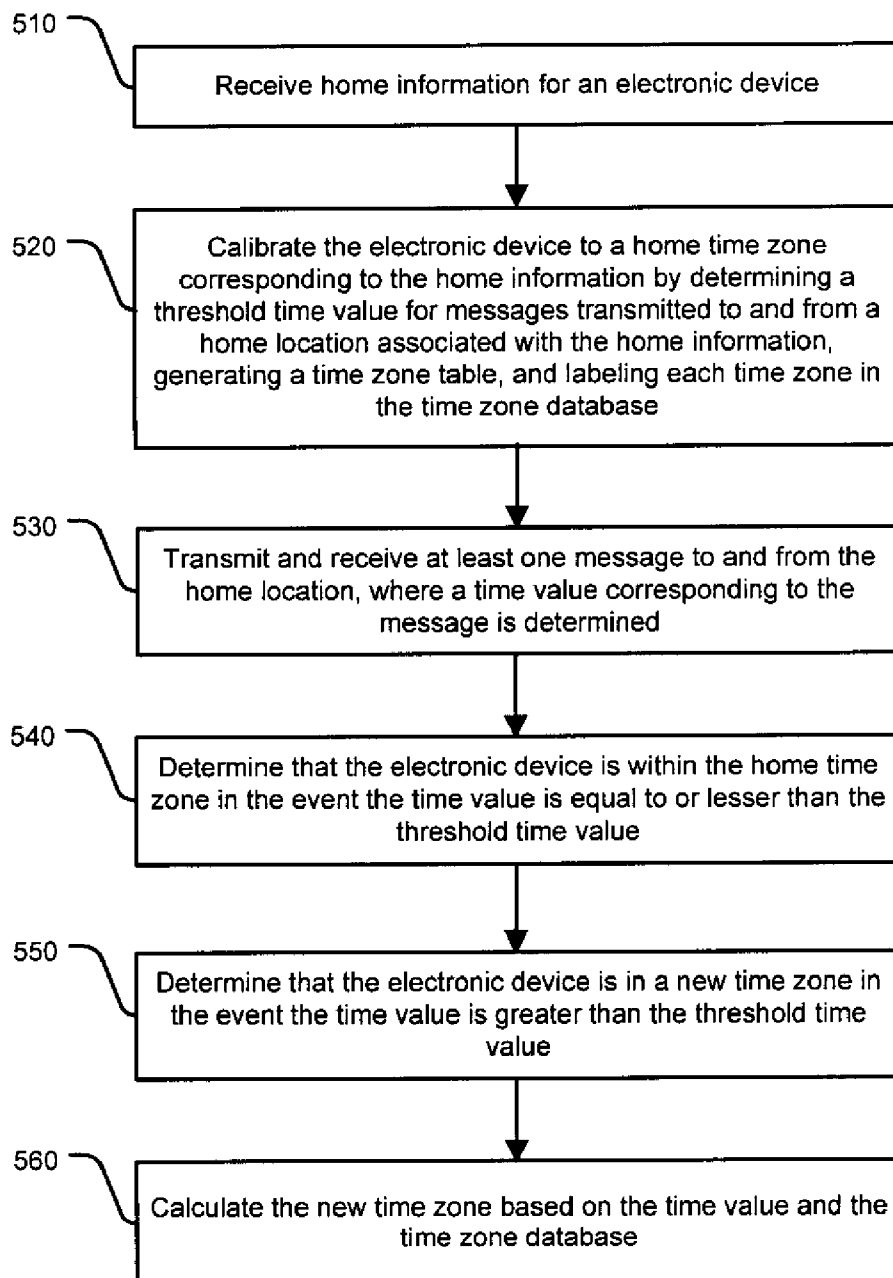 510
Receive home information for an electronic device
520
Calibrate the electronic device to a home time zone
corresponding to the home information by determining a
threshold time value for messages transmitted to and from a
home location associated with the home information,
generating a time zone table, and labeling each time zone in
the time zone database
530
Transmit and receive at least one message to and from the
home location, where a time value corresponding to the
message is determined
540
Determine that the electronic device is within the home time
zone in the event the time value is equal to or lesser than the
threshold time value
550
Determine that the electronic device is in a new time zone in
the event the time value is greater than the threshold time
value
560
Calculate the new time zone based on the time value and the
time zone database